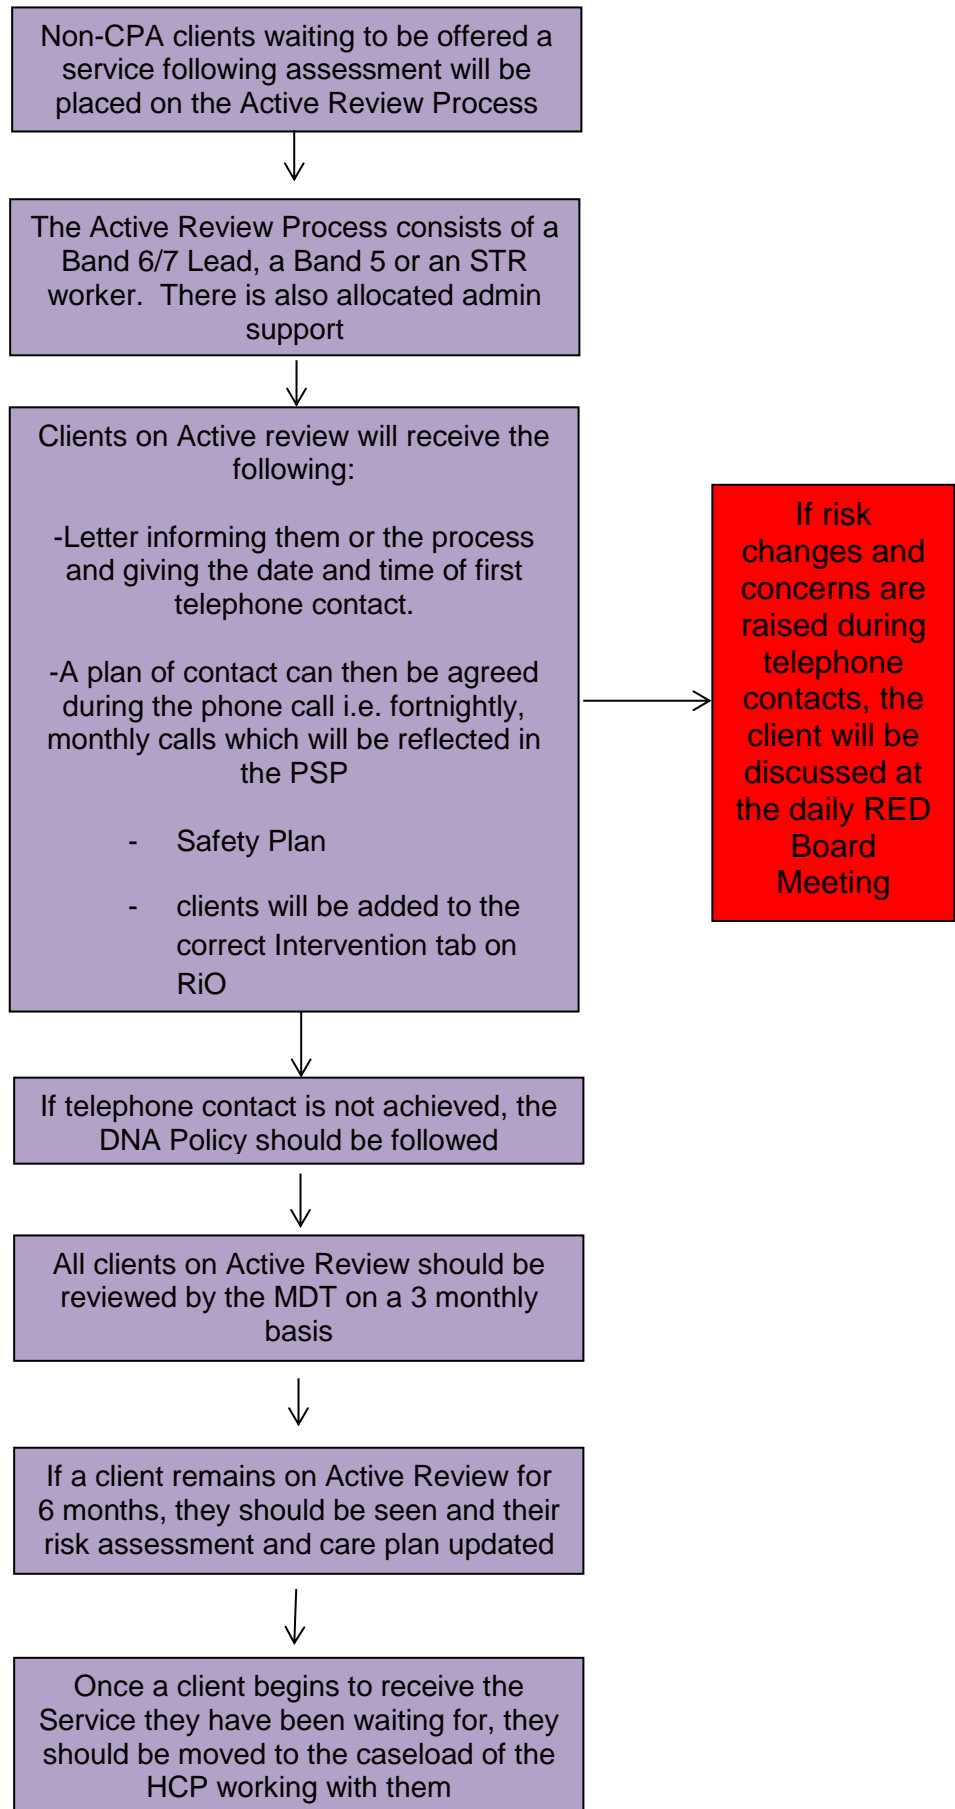 Non-CPA clients waiting to be offered a
service following assessment will be
placed on the Active Review Process
The Active Review Process consists of a
Band 6/7 Lead, a Band 5 or an STR
worker.  There is also allocated admin
support
Clients on Active review will receive the
following:
-Letter informing them or the process
and giving the date and time of first
telephone contact.
-A plan of contact can then be agreed
during the phone call i.e. fortnightly,
monthly calls which will be reflected in
the PSP
- Safety Plan
- clients will be added to the
correct Intervention tab on
RiO
If risk
changes and
concerns are
raised during
telephone
contacts, the
client will be
discussed at
the daily RED
Board
Meeting
If telephone contact is not achieved, the
DNA Policy should be followed
All clients on Active Review should be
reviewed by the MDT on a 3 monthly
basis
If a client remains on Active Review for
6 months, they should be seen and their
risk assessment and care plan updated
Once a client begins to receive the
Service they have been waiting for, they
should be moved to the caseload of the
HCP working with them